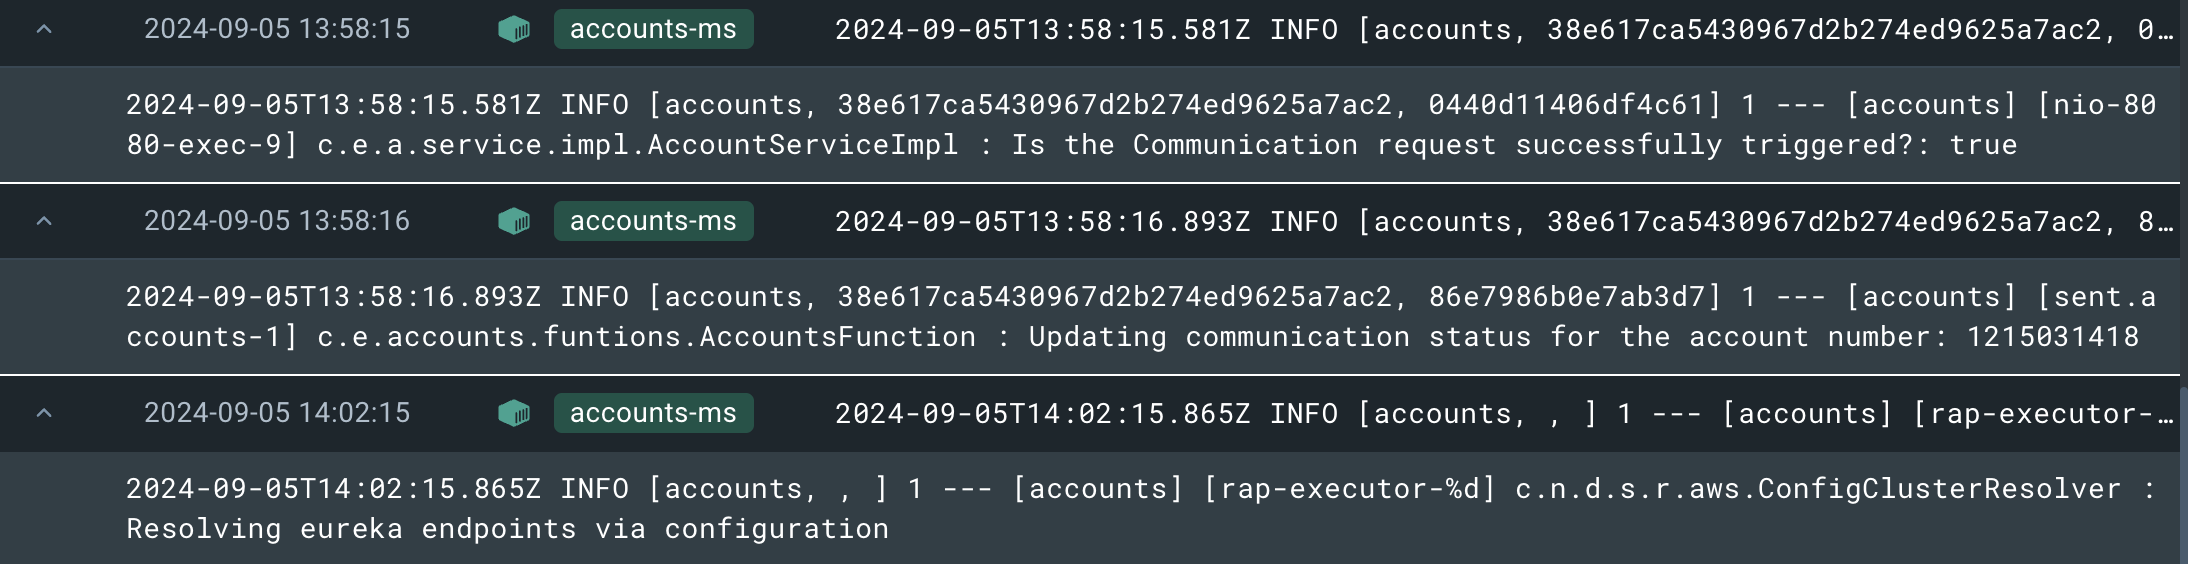 2024-09-05 13:58:15 accounts-ms 2024-09-05T13:58:15.581Z INFO [accounts, 38e617ca5430967d2b274ed9625a7ac2, 0…
2024-09-05T13:58:15.581Z INFO [accounts, 38e617ca5430967d2b274ed9625a7ac2, 0440d11406df4c61] 1 --- [accounts] [nio-80
80-exec-9] c.e.a.service.impl.AccountServiceImpl : Is the Communication request successfully triggered?: true
2024-09-05 13:58:16 accounts-ms 2024-09-05T13:58:16.893Z INFO [accounts, 38e617ca5430967d2b274ed9625a7ac2, 8…
2024-09-05T13:58:16.893Z INFO [accounts, 38e617ca5430967d2b274ed9625a7ac2, 86e7986b0e7ab3d7] 1 --- [accounts] [sent.a
ccounts-1] c.e.accounts.funtions.AccountsFunction : Updating communication status for the account number: 1215031418
2024-09-05 14:02:15 accounts-ms 2024-09-05T14:02:15.865Z INFO [accounts, , ] 1 --- [accounts] [rap-executor-…
2024-09-05T14:02:15.865Z INFO [accounts, , ] 1 --- [accounts] [rap-executor-%d] c.n.d.s.r.aws.ConfigClusterResolver :
Resolving eureka endpoints via configuration